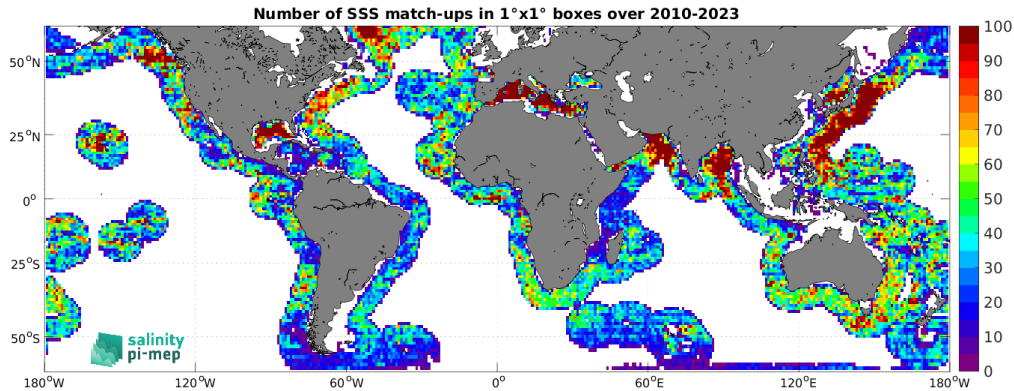 Number of SSS match-ups in 1°x1° boxes over 2010-2023
100
90
80
70
60
50
40
30
20
10
0
50°N
25°N
0°
25°S
50°S
180°W
120°W
60°W
0°
60°E
120°E
180°W
salinity
pi-mep